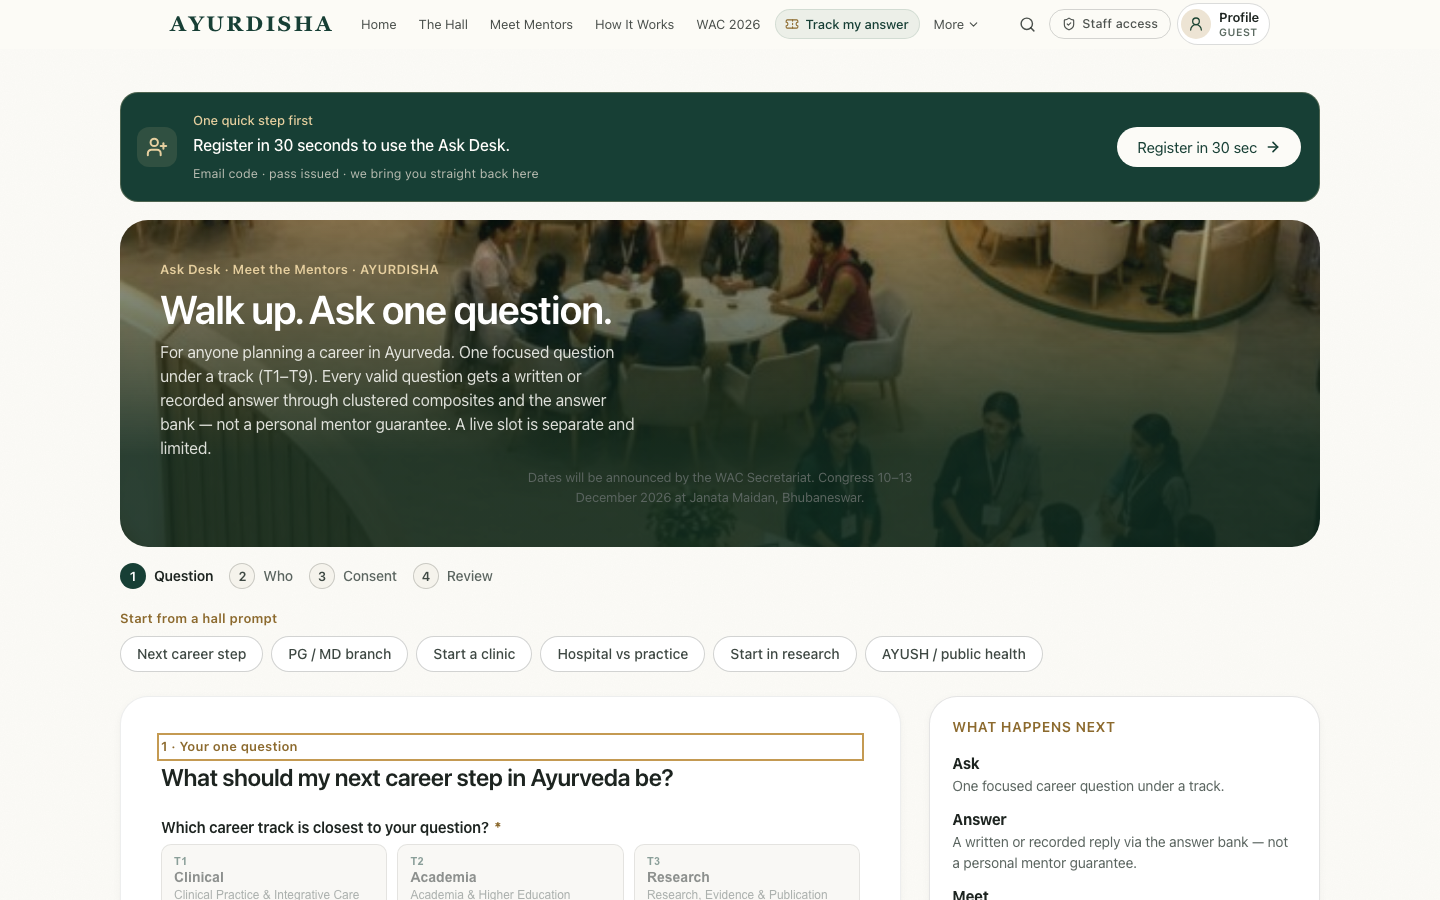 AYURDISHA
Home
The Hall
Meet Mentors
How It Works
WAC 2026
Track my answer
More
Staff access
Profile
GUEST
One quick step first
Register in 30 seconds to use the Ask Desk.
Email code · pass issued · we bring you straight back here
Register in 30 sec
Ask Desk · Meet the Mentors · AYURDISHA
Walk up. Ask one question.
For anyone planning a career in Ayurveda. One focused question
under a track (T1–T9). Every valid question gets a written or
recorded answer through clustered composites and the answer
bank — not a personal mentor guarantee. A live slot is separate and
limited.
Dates will be announced by the WAC Secretariat. Congress 10–13
December 2026 at Janata Maidan, Bhubaneswar.
1 Question
2 Who
3 Consent
4 Review
Start from a hall prompt
Next career step
PG / MD branch
Start a clinic
Hospital vs practice
Start in research
AYUSH / public health
1 · Your one question
What should my next career step in Ayurveda be?
Which career track is closest to your question? *
T1
Clinical
Clinical Practice & Integrative Care
T2
Academia
Academia & Higher Education
T3
Research
Research, Evidence & Publication
WHAT HAPPENS NEXT
Ask
One focused career question under a track.
Answer
A written or recorded reply via the answer bank — not
a personal mentor guarantee.
Meet